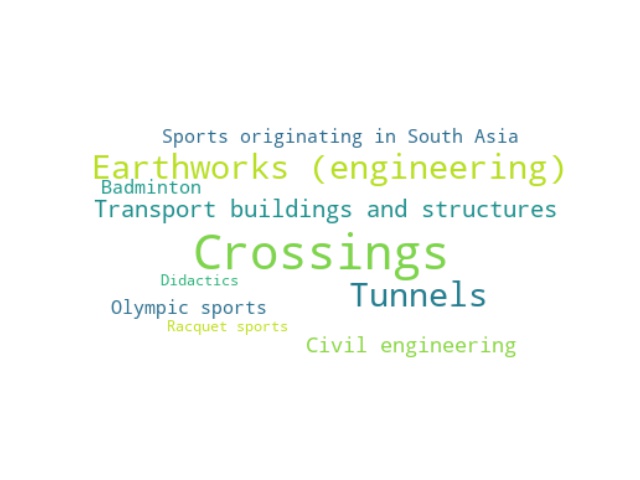 Sports originating in South Asia
Earthworks (engineering)
Badminton
Transport buildings and structures
Crossings
Didactics
Tunnels
Olympic sports
Racquet sports
Civil engineering